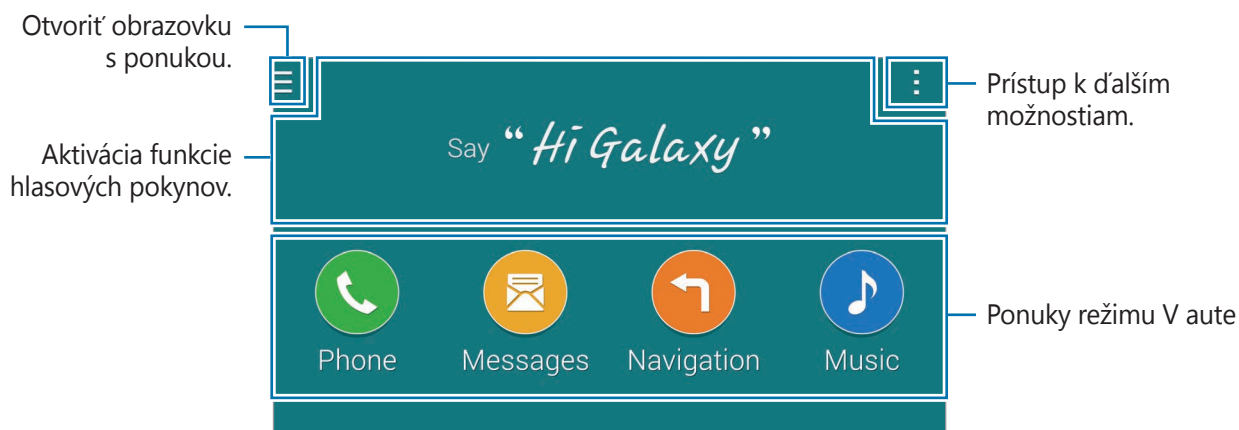 Otvoriť obrazovku
s ponukou.
Prístup k ďalším
možnostiam.
Say “Hi Galaxy”
Aktivácia funkcie
hlasových pokynov.
Phone Messages Navigation Music
Ponuky režimu V aute